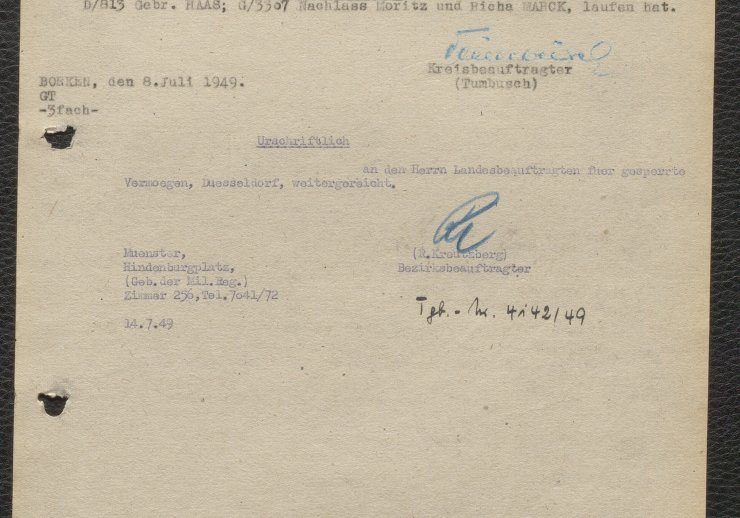 D/813 Gebr. HAAS; G/3307 Nachlass Moritz und Richa MARCK, laufen hat.
Kreisbeauftragter
(Tumbusch)
BORKEN, den 8.Juli 1949.
GT
-3fach-
Urschriftlich
an den Herrn Landesbeauftragten fuer gesperrte
Vermoegen, Duesseldorf, weitergereicht.
Muenster,
Hindenburgplatz,
(Geb.der Mil.Reg.)
Zimmer 256,Tel.7041/72
14.7.49
(R.Kreutzberg)
Bezirksbeauftragter
Tgb.-Nr. 4142/49